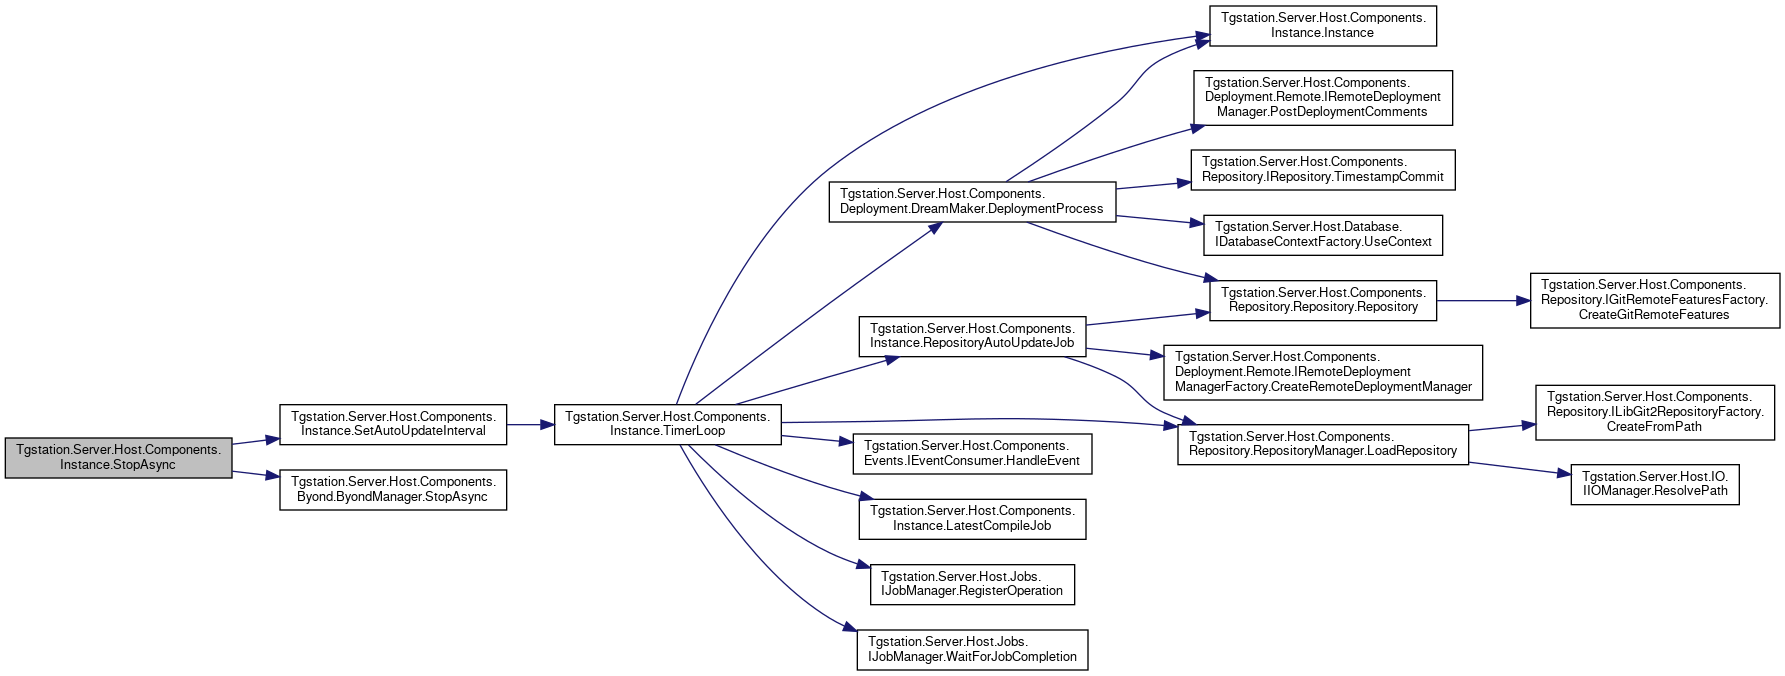 Tgstation.Server.Host.Components.
Instance.StopAsync
Tgstation.Server.Host.Components.
Instance.SetAutoUpdateInterval
Tgstation.Server.Host.Components.
Byond.ByondManager.StopAsync
Tgstation.Server.Host.Components.
Instance.TimerLoop
Tgstation.Server.Host.Components.
Deployment.DreamMaker.DeploymentProcess
Tgstation.Server.Host.Components.
Instance.RepositoryAutoUpdateJob
Tgstation.Server.Host.Components.
Events.IEventConsumer.HandleEvent
Tgstation.Server.Host.Components.
Instance.LatestCompileJob
Tgstation.Server.Host.Jobs.
IJobManager.RegisterOperation
Tgstation.Server.Host.Jobs.
IJobManager.WaitForJobCompletion
Tgstation.Server.Host.Components.
Instance.Instance
Tgstation.Server.Host.Components.
Deployment.Remote.IRemoteDeployment
Manager.PostDeploymentComments
Tgstation.Server.Host.Components.
Repository.IRepository.TimestampCommit
Tgstation.Server.Host.Database.
IDatabaseContextFactory.UseContext
Tgstation.Server.Host.Components.
Repository.Repository.Repository
Tgstation.Server.Host.Components.
Deployment.Remote.IRemoteDeployment
ManagerFactory.CreateRemoteDeploymentManager
Tgstation.Server.Host.Components.
Repository.RepositoryManager.LoadRepository
Tgstation.Server.Host.Components.
Repository.IGitRemoteFeaturesFactory.
CreateGitRemoteFeatures
Tgstation.Server.Host.Components.
Repository.ILibGit2RepositoryFactory.
CreateFromPath
Tgstation.Server.Host.IO.
IIOManager.ResolvePath